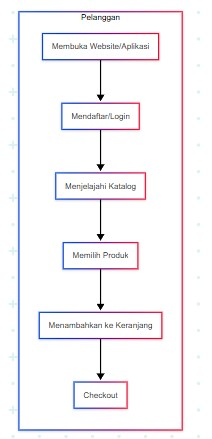 Pelanggan
Membuka Website/Aplikasi
Mendaftar/Login
Menjelajahi Katalog
Memilih Produk
Menambahkan ke Keranjang
Checkout